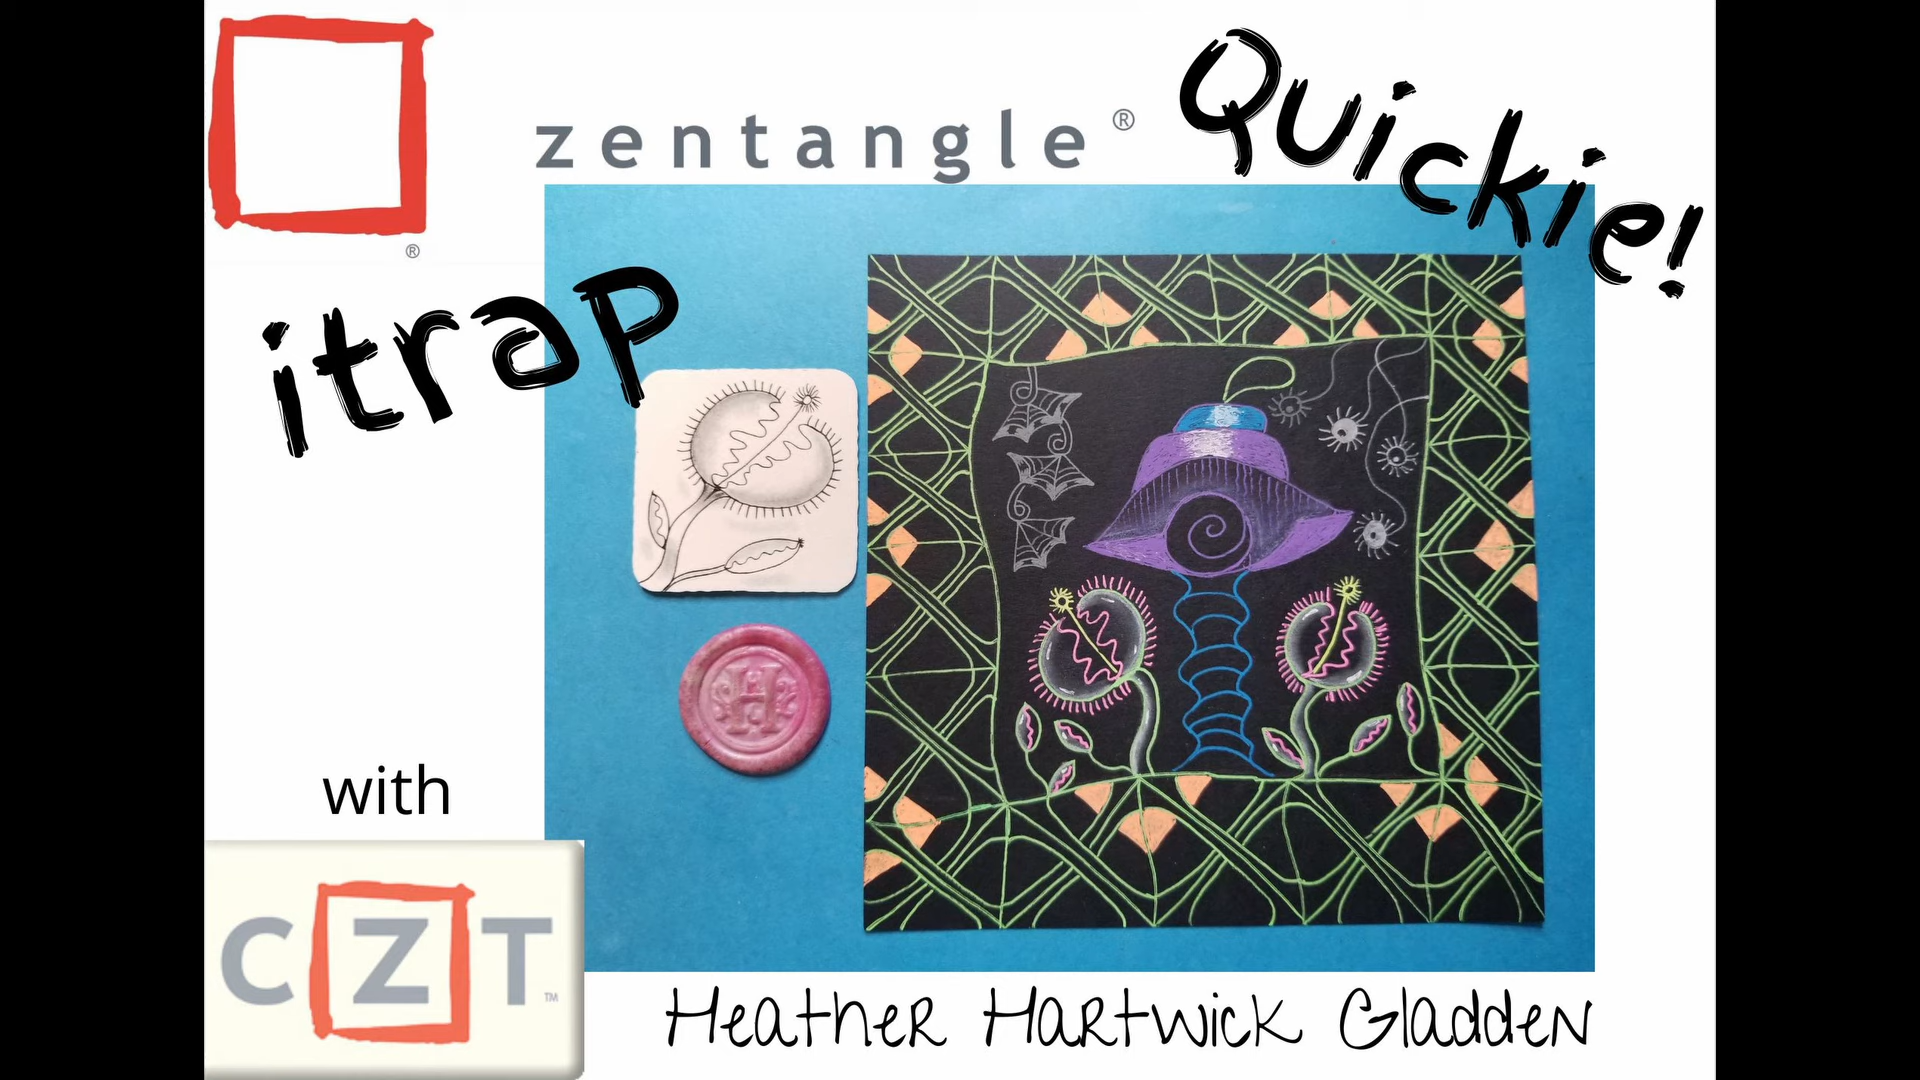 zentangle®
Quickie!
®
itrap
H
with
CZT™
Heather Hartwick Gladden